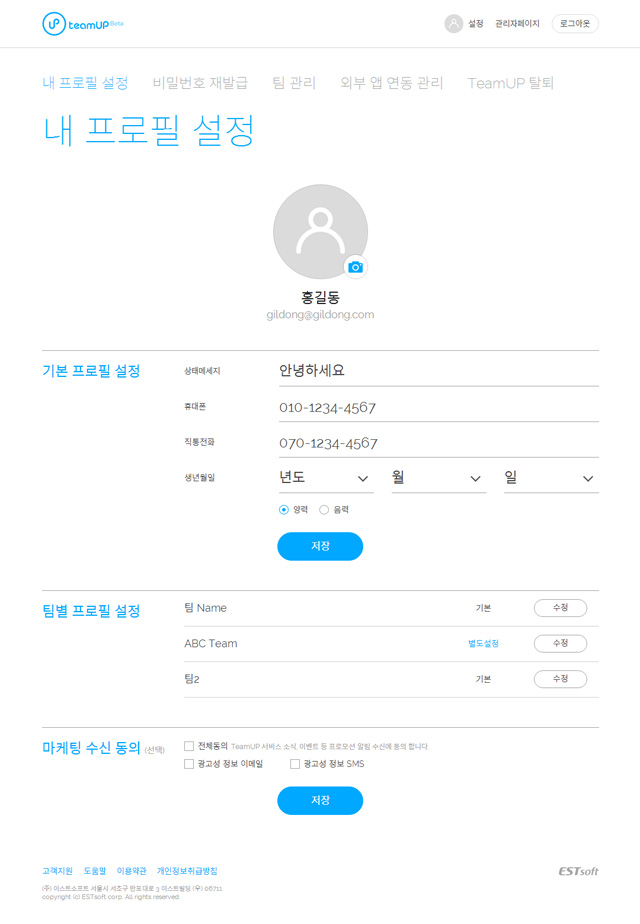 teamUP Beta
설정 관리자페이지 로그아웃
내 프로필 설정 비밀번호 재발급 팀 관리 외부 앱 연동 관리 TeamUP 탈퇴
내 프로필 설정
홍길동
gildong@gildong.com
기본 프로필 설정 상태메세지 안녕하세요
휴대폰 010-1234-4567
직통전화 070-1234-4567
생년월일 년도 월 일
양력 음력
저장
팀별 프로필 설정 팀 Name 기본 수정
ABC Team 별도설정 수정
팀2 기본 수정
마케팅 수신 동의 (선택) 전체동의 TeamUP 서비스 소식, 이벤트 등 프로모션 알림 수신에 동의 합니다
광고성 정보 이메일 광고성 정보 SMS
저장
고객지원 도움말 이용약관 개인정보취급방침 ESTsoft
(주) 이스트소프트 서울시 서초구 반포대로 3 이스트빌딩 (우) 06711
copyright (c) ESTsoft corp. All rights reserved.